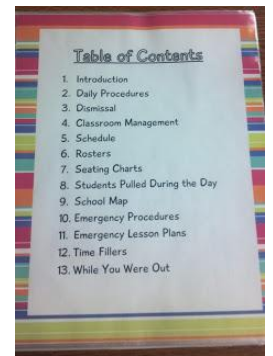 Table of Contents
1. Introduction
2. Daily Procedures
3. Dismissal
4. Classroom Management
5. Schedule
6. Rosters
7. Seating Charts
8. Students Pulled During the Day
9. School Map
10. Emergency Procedures
11. Emergency Lesson Plans
12. Time Fillers
13. While You Were Out